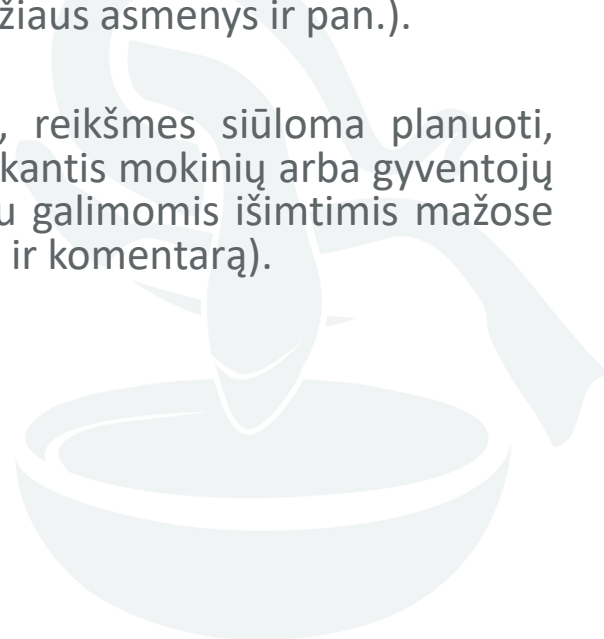 žiaus asmenys ir pan.).
, reikšmes siūloma planuoti,
kantis mokinių arba gyventojų
u galimomis išimtimis mažose
ir komentarą).